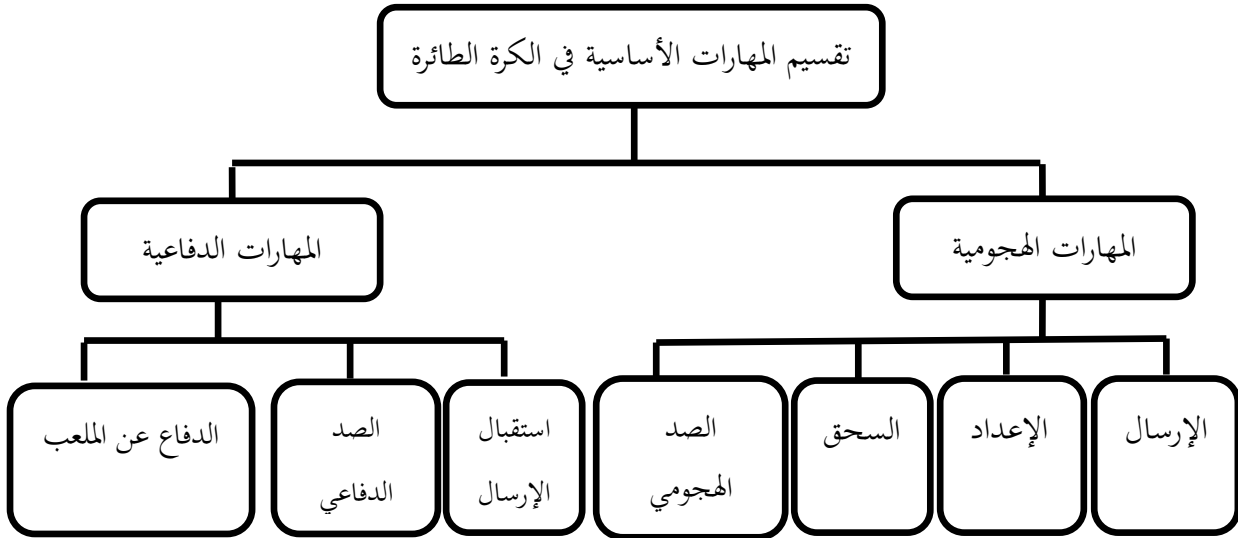 تقسيم المهارات الأساسية في الكرة الطائرة
المهارات الهجومية
المهارات الدفاعية
الإرسال
الإعداد
السحق
الصد
الهجومي
استقبال
الإرسال
الصد
الدفاعي
الدفاع عن الملعب